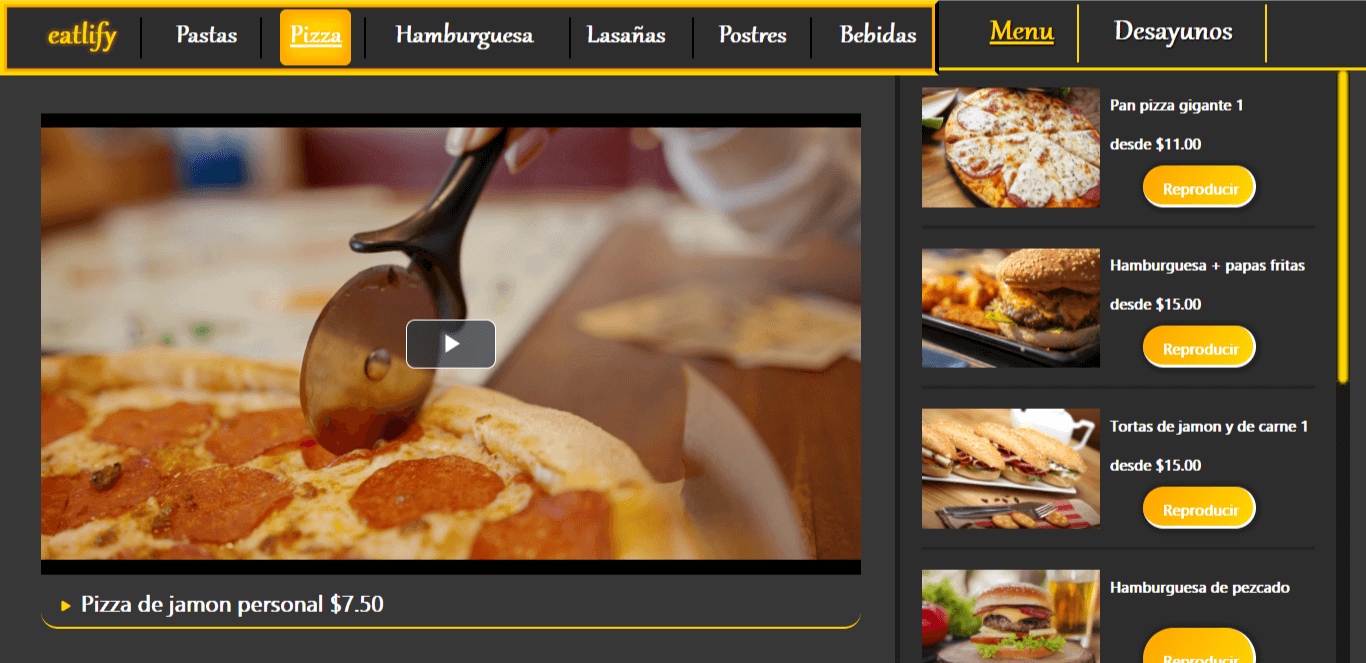 eatlify
Pastas
Pizza
Hamburguesa
Lasañas
Postres
Bebidas
Menu
Desayunos
Pizza de jamon personal $7.50
Pan pizza gigante 1
desde $11.00
Reproducir
Hamburguesa + papas fritas
desde $15.00
Reproducir
Tortas de jamon y de carne 1
desde $15.00
Reproducir
Hamburguesa de pezcado
Reproducir